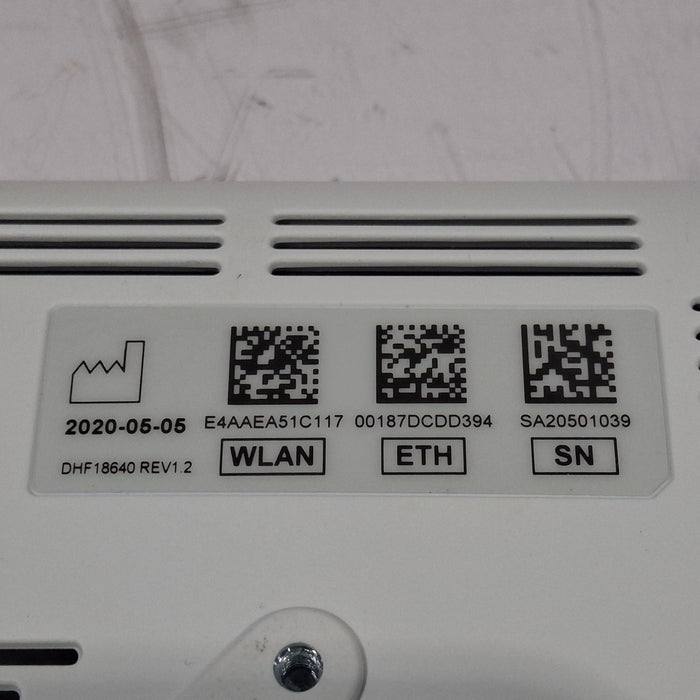 2020-05-05
DHF18640 REV1.2
E4AAEA51C117
WLAN
00187DCDD394
ETH
SA20501039
SN